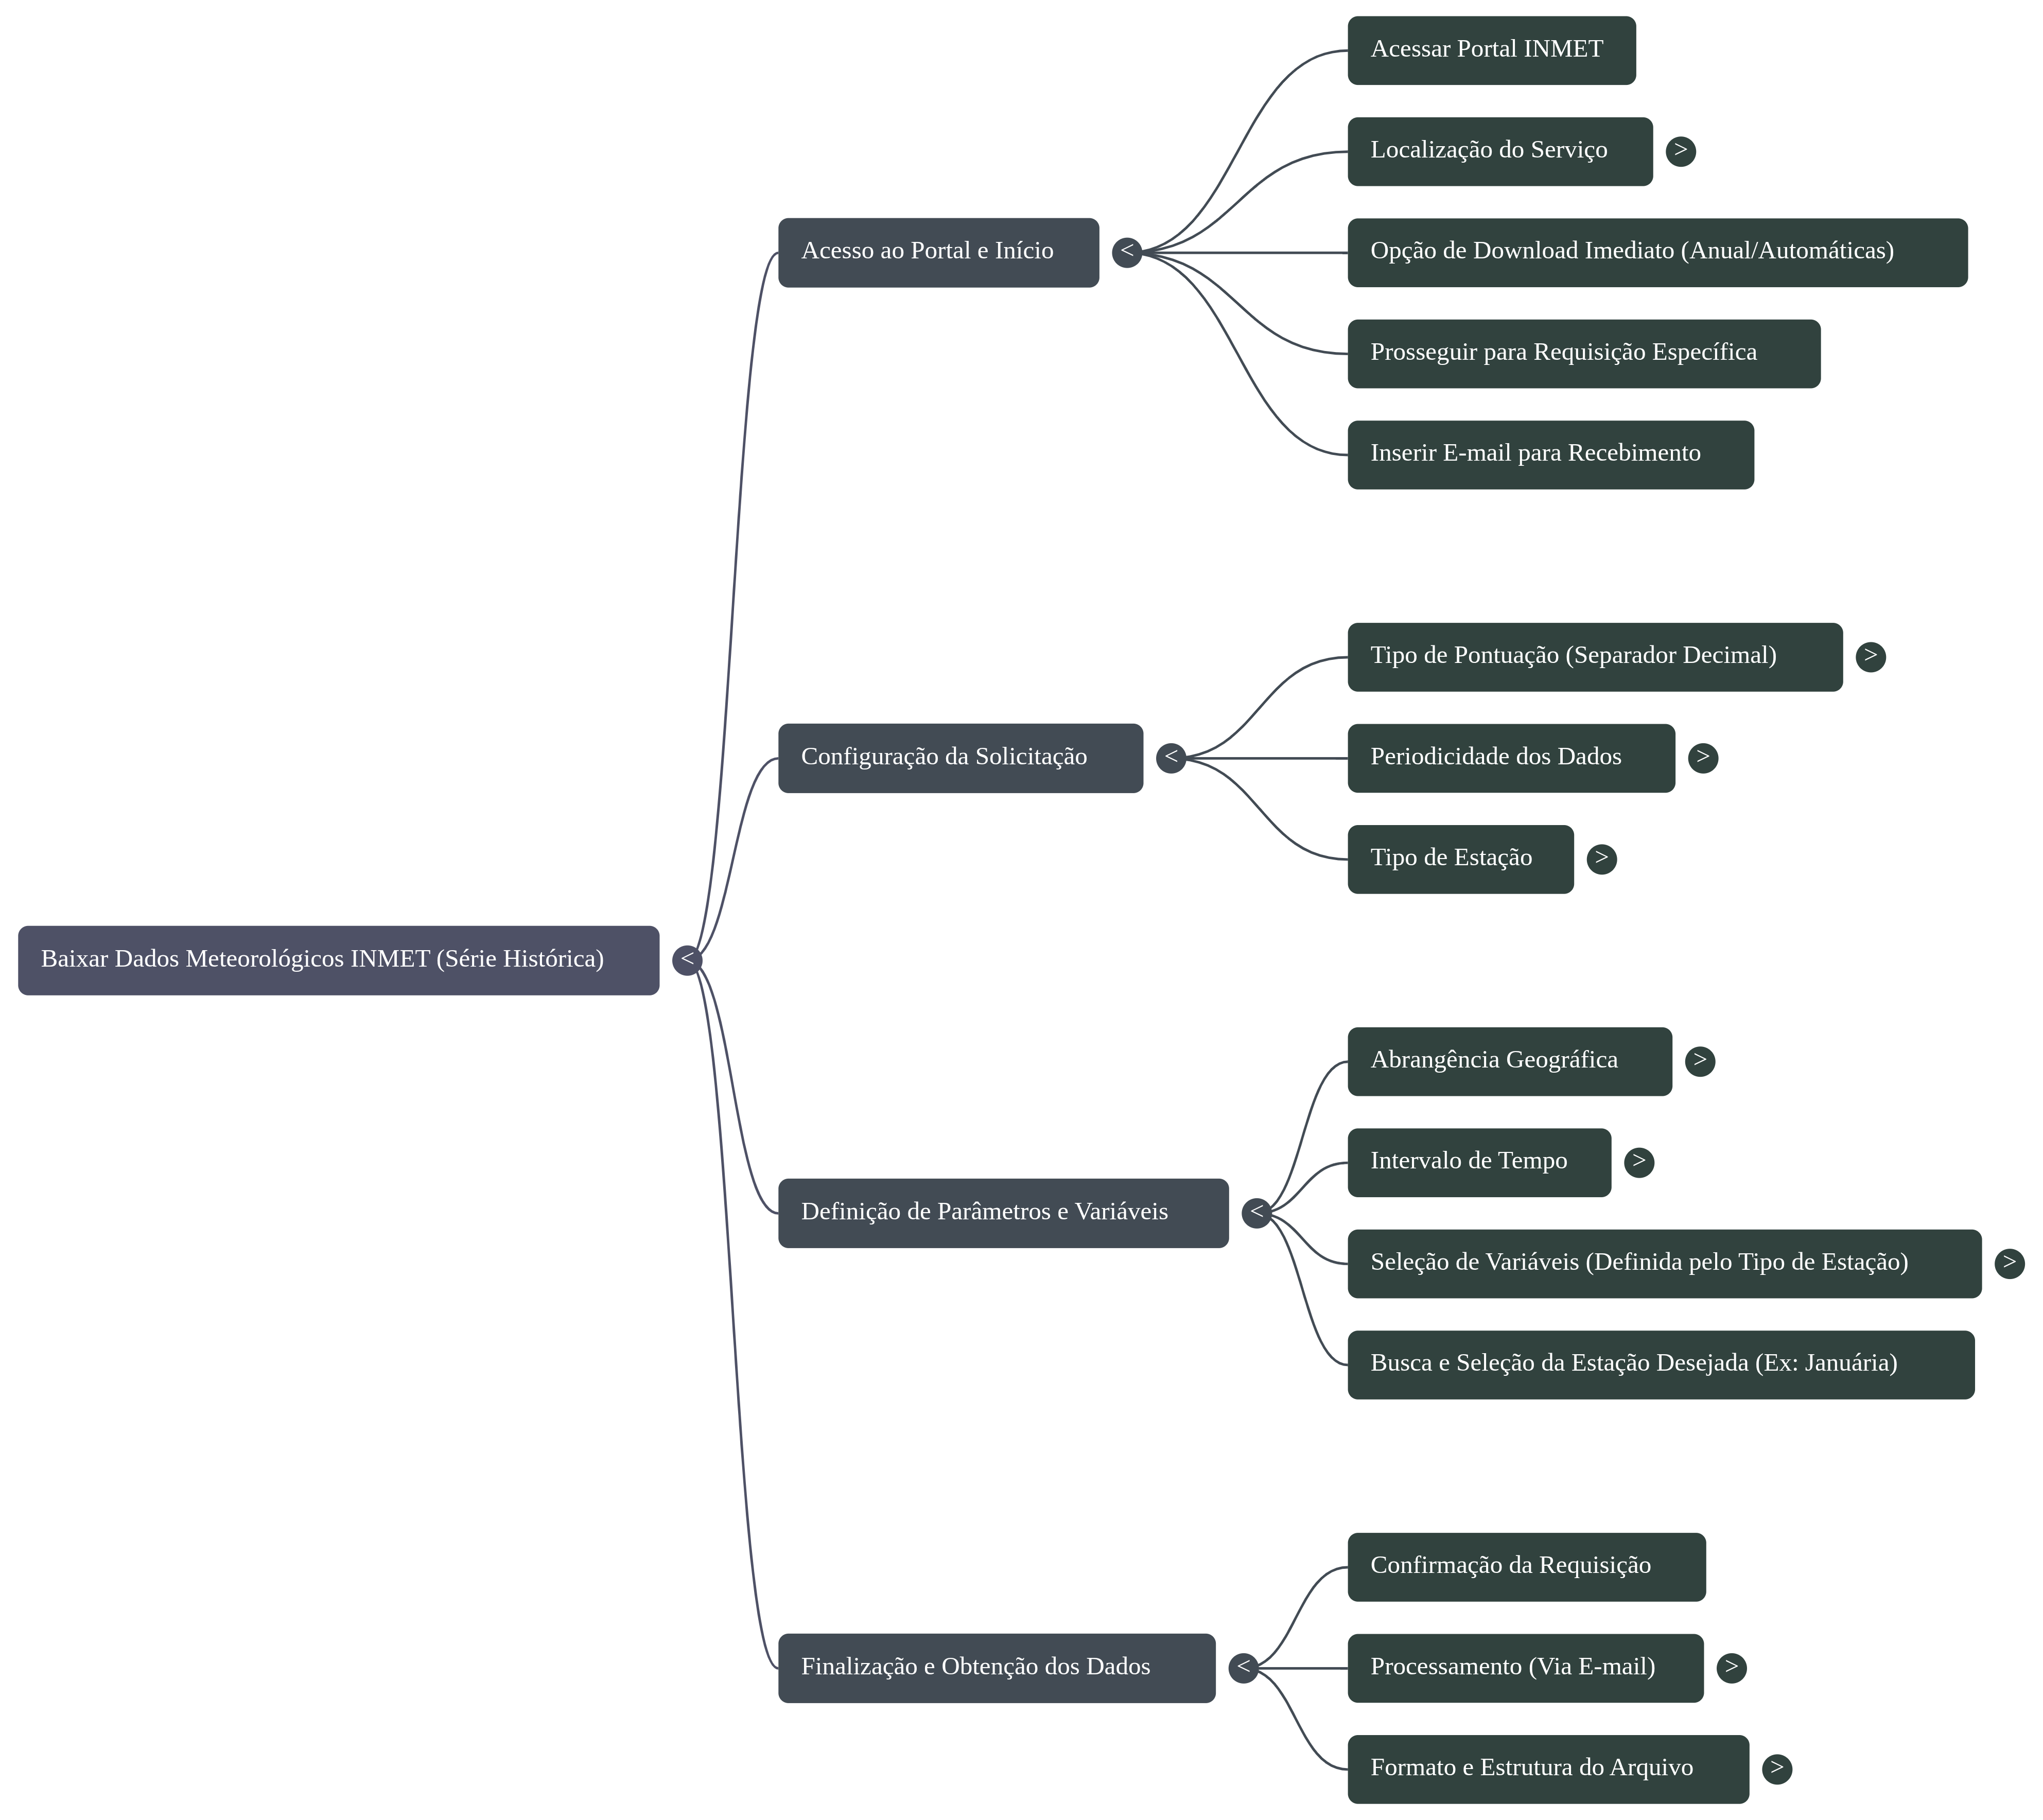 Baixar Dados Meteorológicos INMET (Série Histórica)
<
Acesso ao Portal e Início
<
Acessar Portal INMET
Localização do Serviço
>
Opção de Download Imediato (Anual/Automáticas)
Prosseguir para Requisição Específica
Inserir E-mail para Recebimento
Configuração da Solicitação
<
Tipo de Pontuação (Separador Decimal)
>
Periodicidade dos Dados
>
Tipo de Estação
>
Definição de Parâmetros e Variáveis
<
Abrangência Geográfica
>
Intervalo de Tempo
>
Seleção de Variáveis (Definida pelo Tipo de Estação)
>
Busca e Seleção da Estação Desejada (Ex: Januária)
Finalização e Obtenção dos Dados
<
Confirmação da Requisição
Processamento (Via E-mail)
>
Formato e Estrutura do Arquivo
>